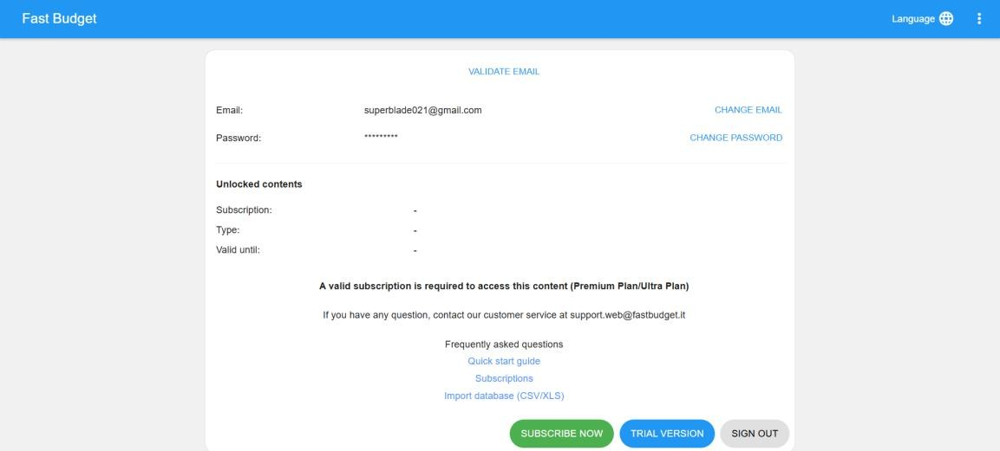 Fast Budget Language
VALIDATE EMAIL
Email: superblade021@gmail.com CHANGE EMAIL
Password: ********* CHANGE PASSWORD
Unlocked contents
Subscription: -
Type: -
Valid until: -
A valid subscription is required to access this content (Premium Plan/Ultra Plan)
If you have any question, contact our customer service at support.web@fastbudget.it
Frequently asked questions
Quick start guide
Subscriptions
Import database (CSV/XLS)
SUBSCRIBE NOW TRIAL VERSION SIGN OUT